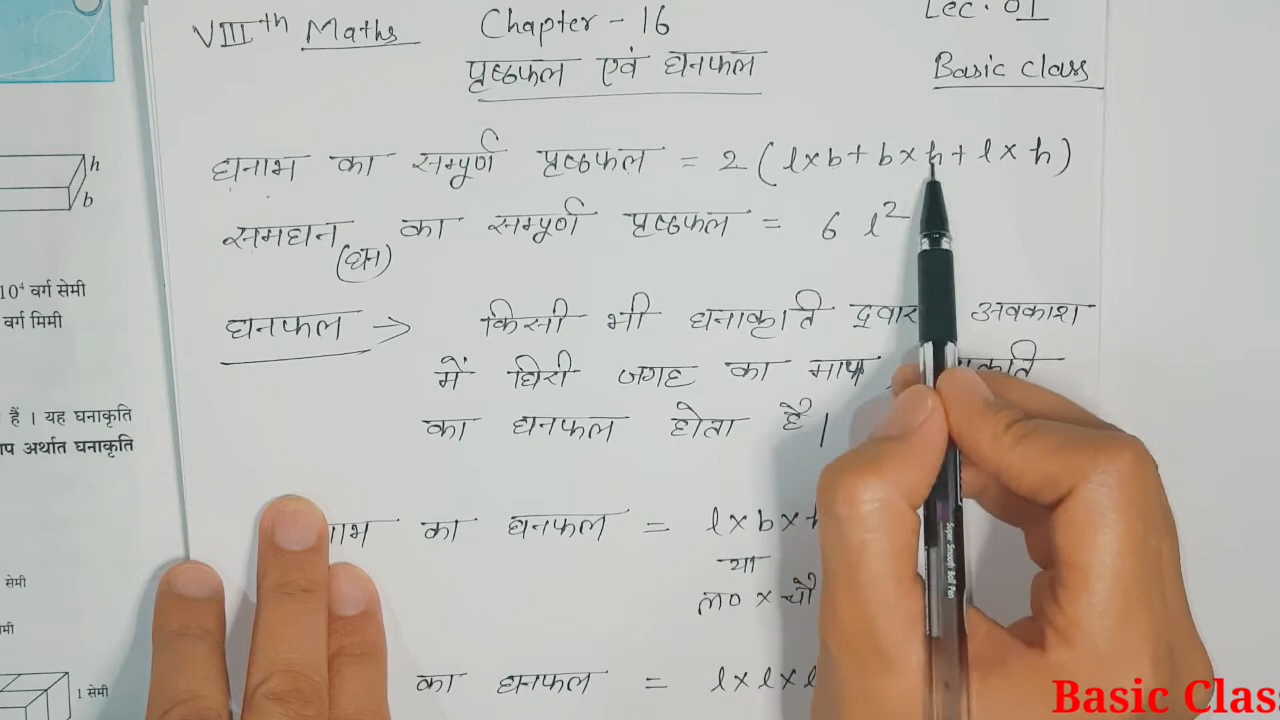 VIIIth Maths Chapter - 16 Lec. 01
पृष्ठफल एवं घनफल Basic Class
घनाभ का सम्पूर्ण पृष्ठफल = 2 ( l x b + b x h + l x h )
समघन का सम्पूर्ण पृष्ठफल = 6 l²
(घन)
घनफल → किसी भी घनाकृति द्वारा अवकाश
में घिरी जगह का माप
का घनफल होता है।
का घनफल = l x b x h
या
ल० x चौ
का घनफल = l x l x l
h
b
10⁴ वर्ग सेमी
वर्ग मिमी
हैं । यह घनाकृति
अर्थात घनाकृति
सेमी
1 सेमी
Basic Clas